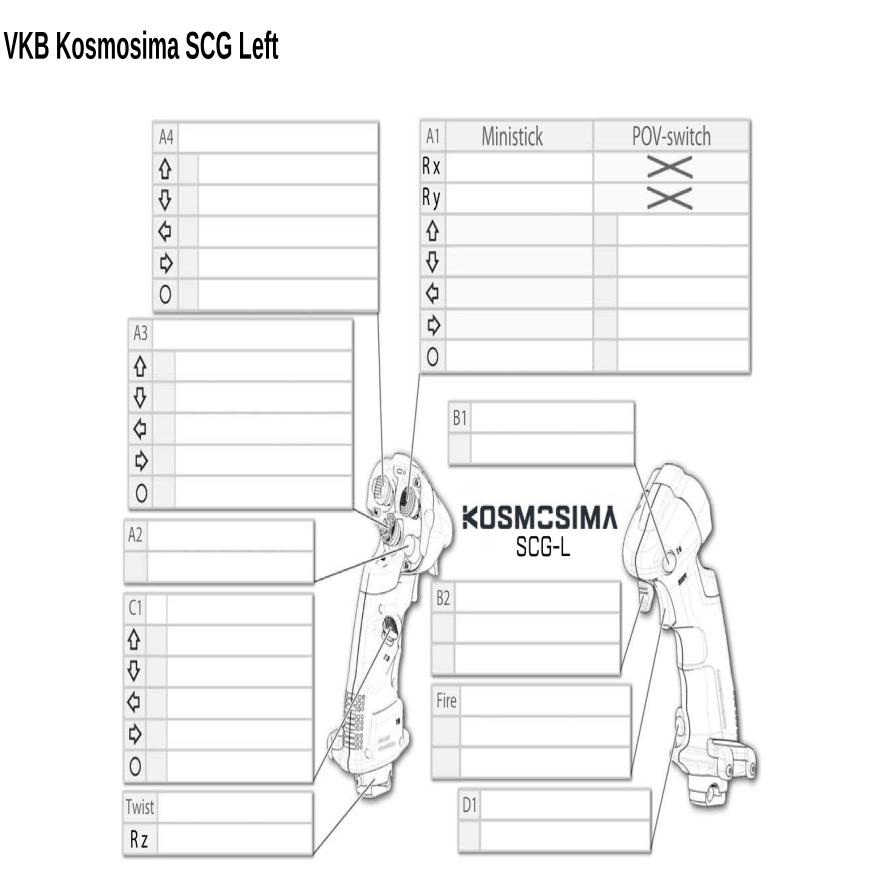 VKB Kosmosima SCG Left
A4
A1 Ministick POV-switch
Rx
Ry
A3
B1
KOSMOSIMA
SCG-L
A2
B2
C1
Fire
Twist
Rz
D1